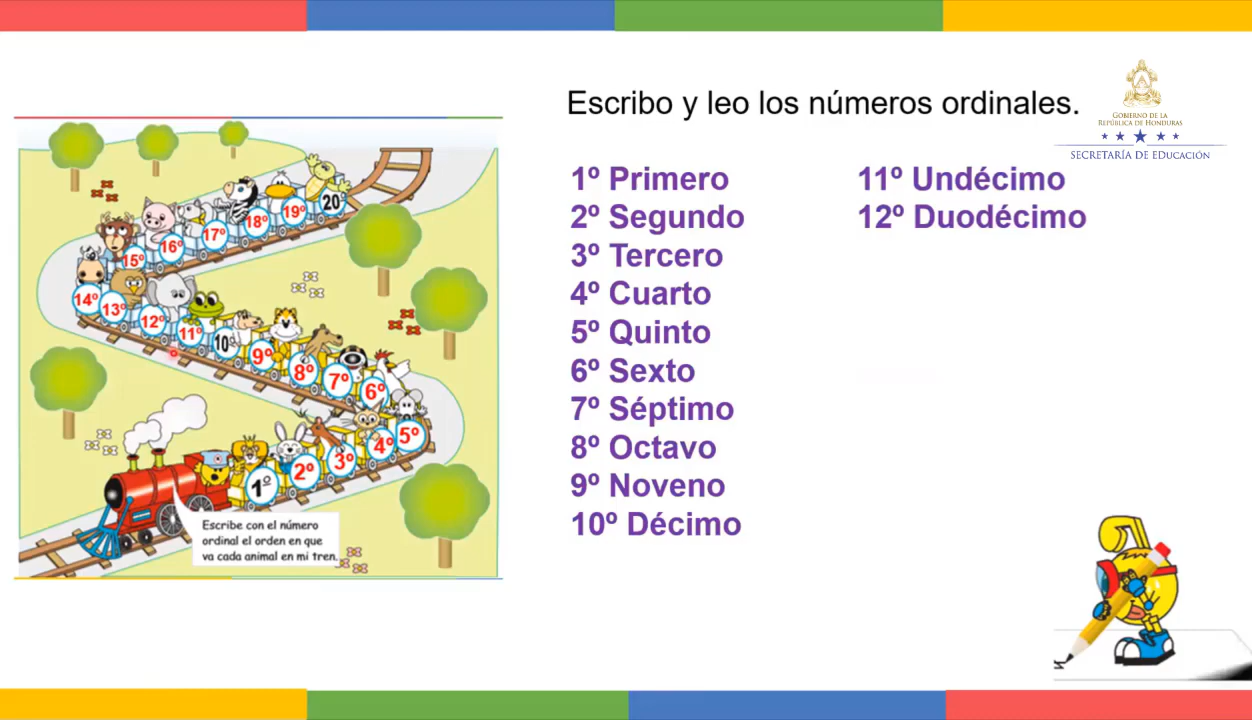 Escribo y leo los números ordinales.
GOBIERNO DE LA
REPÚBLICA DE HONDURAS
SECRETARÍA DE EDUCACIÓN
1º Primero
2º Segundo
3º Tercero
4º Cuarto
5º Quinto
6º Sexto
7º Séptimo
8º Octavo
9º Noveno
10º Décimo
11º Undécimo
12º Duodécimo
20º
19º
18º
17º
16º
15º
14º
13º
12º
11º
10º
9º
8º
7º
6º
5º
4º
3º
2º
1º
Escribe con el número
ordinal el orden en que
va cada animal en mi tren.